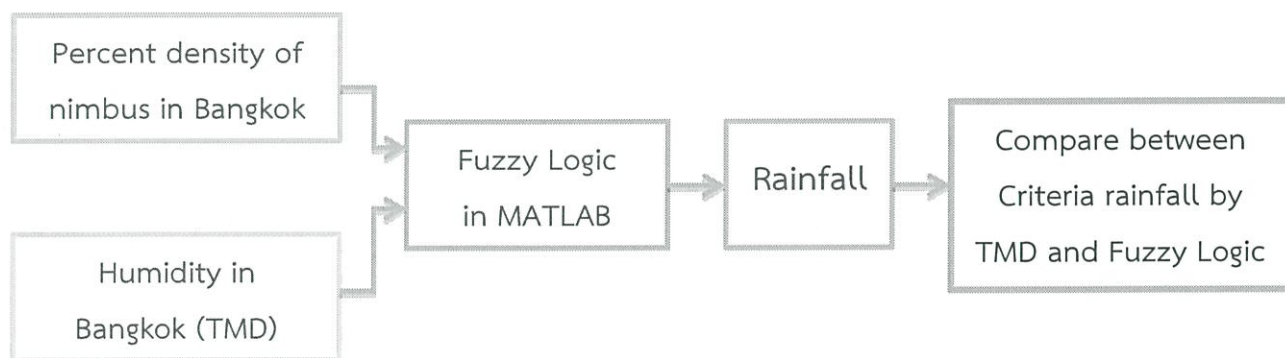 Percent density of
nimbus in Bangkok
Humidity in
Bangkok (TMD)
Fuzzy Logic
in MATLAB
Rainfall
Compare between
Criteria rainfall by
TMD and Fuzzy Logic